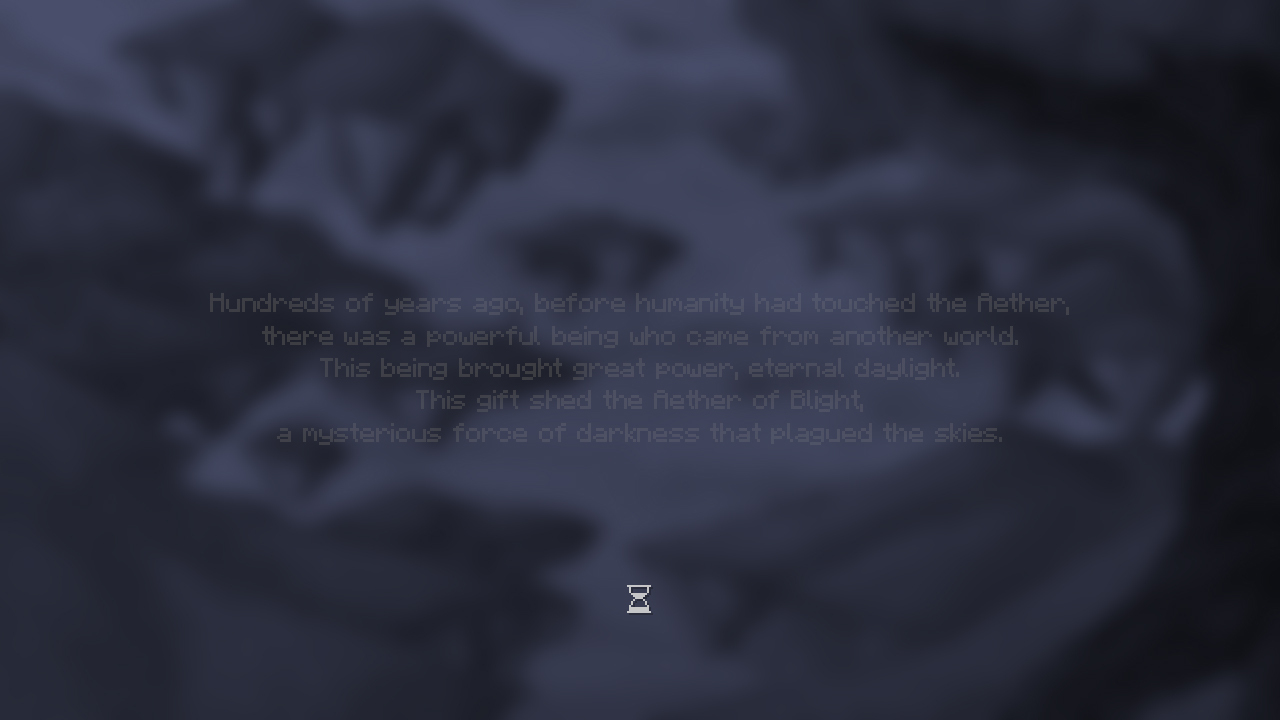 Hundreds of years ago, before humanity had touched the Aether,
there was a powerful being who came from another world.
This being brought great power, eternal daylight.
This gift shed the Aether of Blight,
a mysterious force of darkness that plagued the skies.